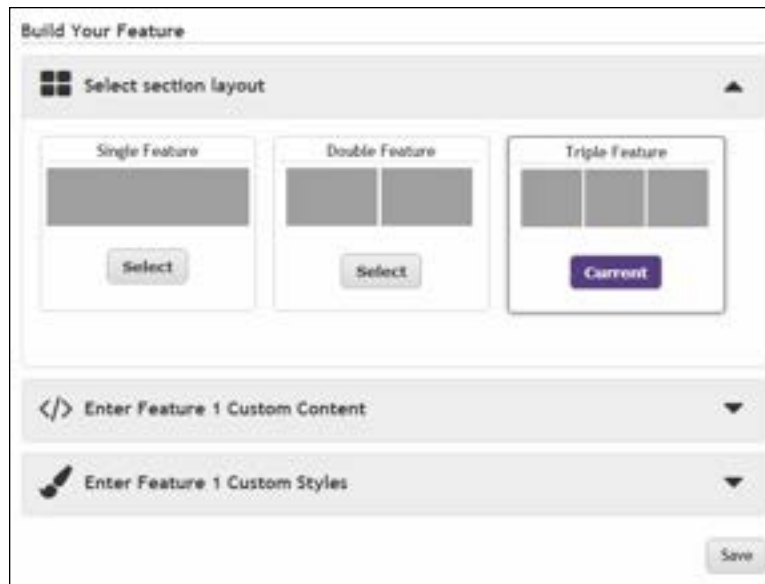 Build Your Feature
Select section layout
Single Feature
Double Feature
Triple Feature
Select
Select
Current
</> Enter Feature 1 Custom Content
Enter Feature 1 Custom Styles
Save